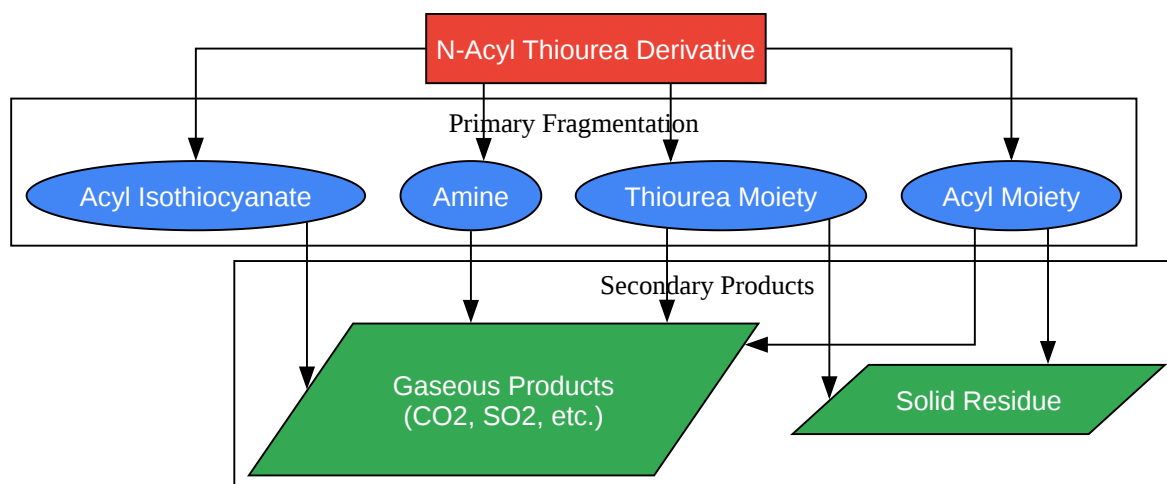 N-Acyl Thiourea Derivative
Primary Fragmentation
Acyl Isothiocyanate
Amine
Thiourea Moiety
Acyl Moiety
Secondary Products
Gaseous Products
(CO2, SO2, etc.)
Solid Residue